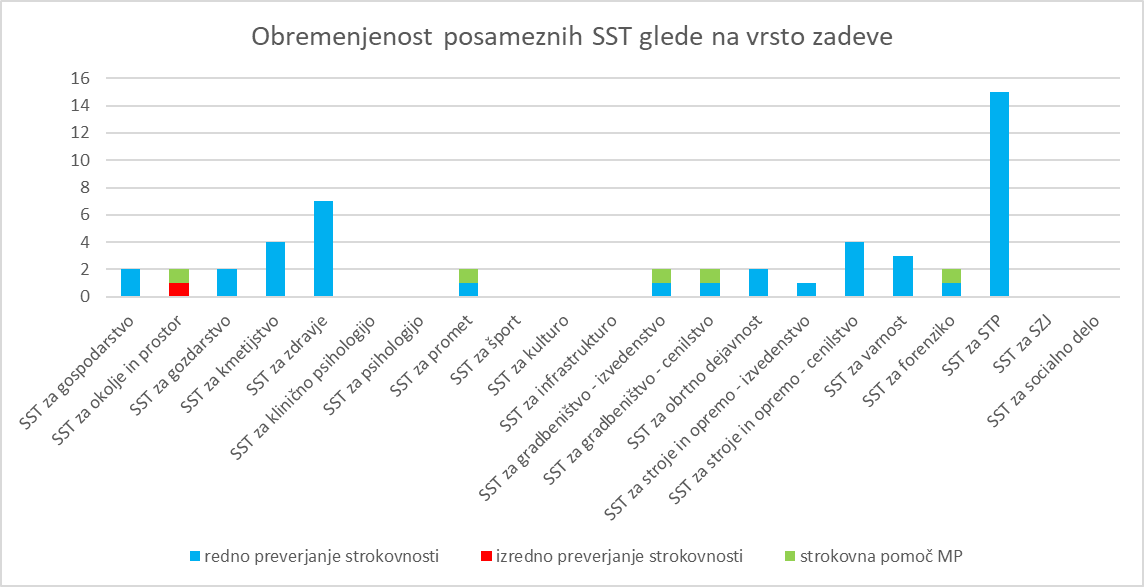 Obremenjenost posameznih SST glede na vrsto zadeve
16
14
12
10
8
6
4
2
0
SST za gospodarstvo
SST za okolje in prostor
SST za gozdarstvo
SST za kmetijstvo
SST za zdravje
SST za klinično psihologijo
SST za psihologijo
SST za promet
SST za šport
SST za kulturo
SST za infrastrukturo
SST za gradbeništvo - izvedenstvo
SST za gradbeništvo - cenilstvo
SST za obrtno dejavnost
SST za stroje in opremo - izvedenstvo
SST za stroje in opremo - cenilstvo
SST za varnost
SST za forenziko
SST za STP
SST za SZJ
SST za socialno delo
redno preverjanje strokovnosti
izredno preverjanje strokovnosti
strokovna pomoč MP